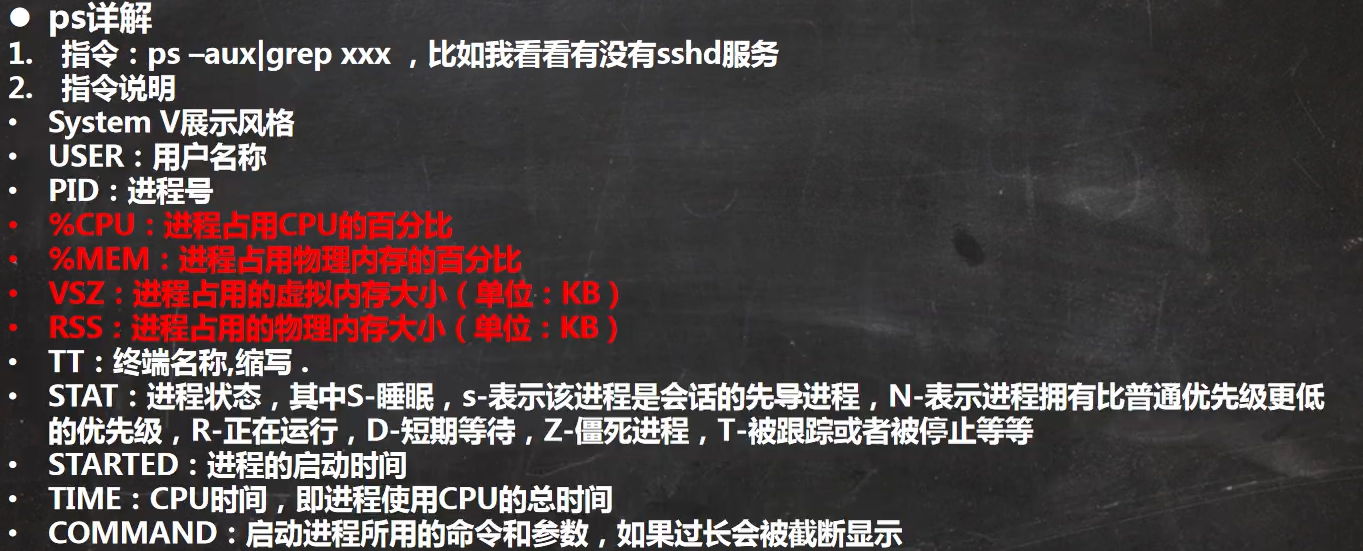 ● ps详解
1. 指令：ps –aux|grep xxx ，比如我看看有没有sshd服务
2. 指令说明
• System V展示风格
• USER：用户名称
• PID：进程号
• %CPU：进程占用CPU的百分比
• %MEM：进程占用物理内存的百分比
• VSZ：进程占用的虚拟内存大小（单位：KB）
• RSS：进程占用的物理内存大小（单位：KB）
• TT：终端名称,缩写 .
• STAT：进程状态，其中S-睡眠，s-表示该进程是会话的先导进程，N-表示进程拥有比普通优先级更低
的优先级，R-正在运行，D-短期等待，Z-僵死进程，T-被跟踪或者被停止等等
• STARTED：进程的启动时间
• TIME：CPU时间，即进程使用CPU的总时间
• COMMAND：启动进程所用的命令和参数，如果过长会被截断显示